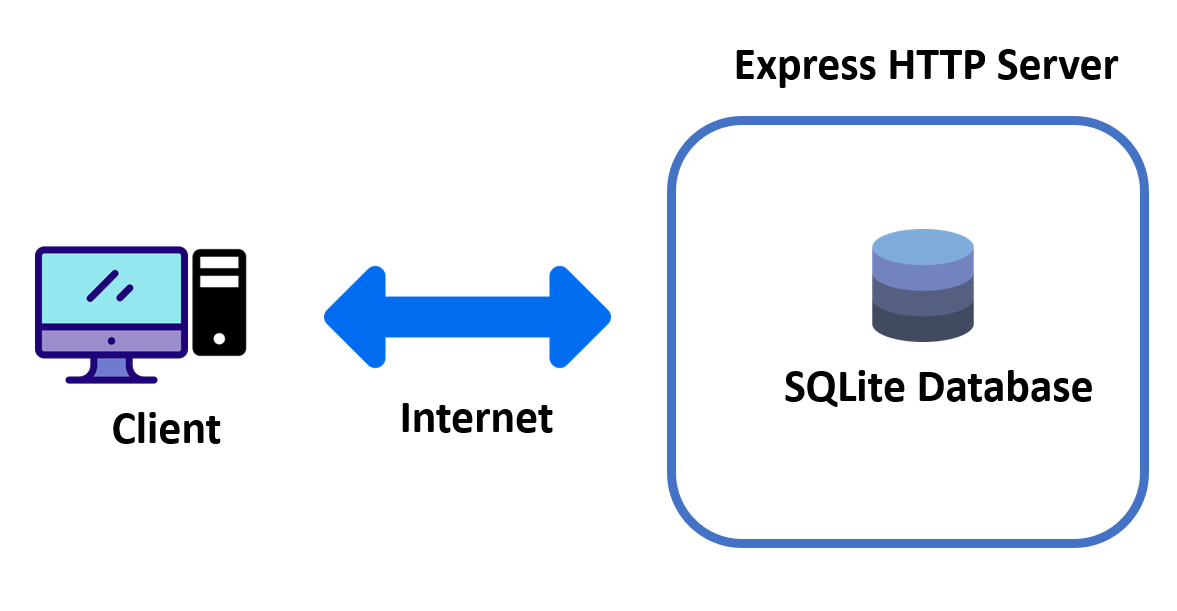 Express HTTP Server
SQLite Database
Client
Internet